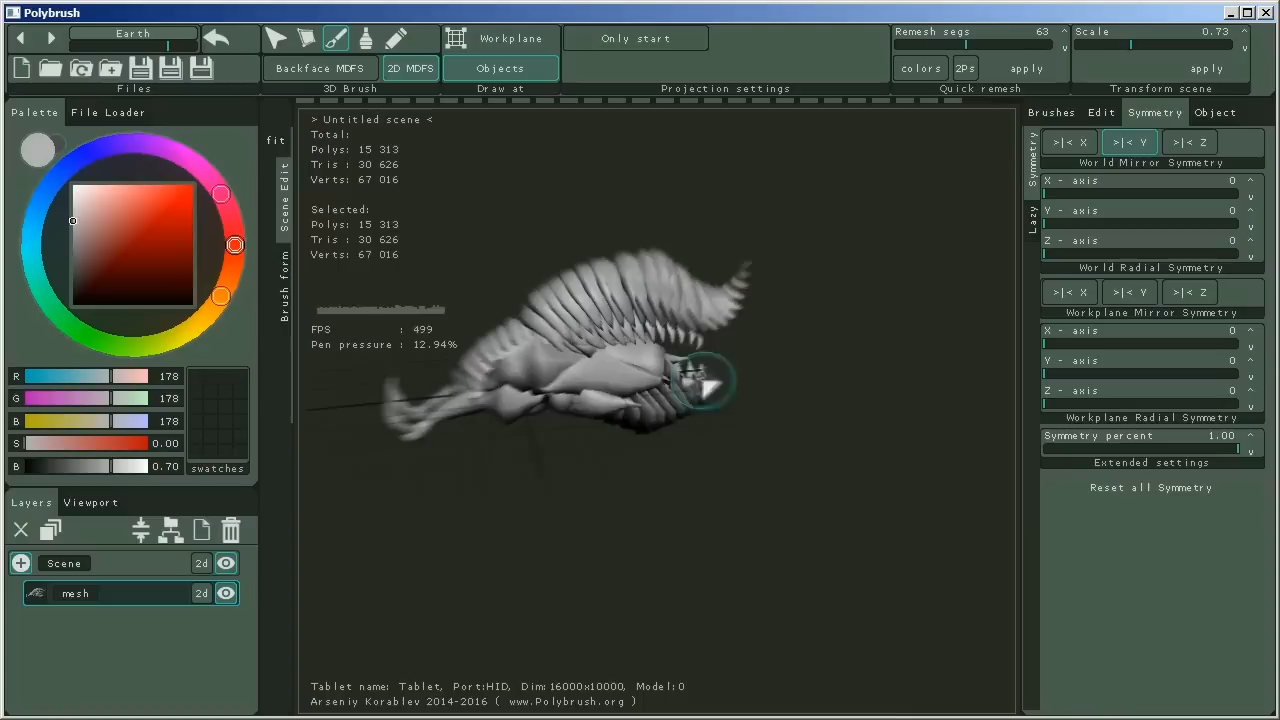 Polybrush
Earth
Workplane
Only start
Remesh segs 63
Scale 0.73
Backface MDFS
2D MDFS
Objects
colors
2Ps
apply
apply
Files
3D Brush
Draw at
Projection settings
Quick remesh
Transform scene
Palette
File Loader
fit
Scene Edit
Brush form
> Untitled scene <
Total:
Polys: 15 313
Tris : 30 626
Verts: 67 016
Selected:
Polys: 15 313
Tris : 30 626
Verts: 67 016
FPS : 499
Pen pressure : 12.94%
Brushes
Edit
Symmetry
Object
Symmetry
Lazy
>|< X
>|< Y
>|< Z
World Mirror Symmetry
X - axis 0
Y - axis 0
Z - axis 0
World Radial Symmetry
>|< X
>|< Y
>|< Z
Workplane Mirror Symmetry
X - axis 0
Y - axis 0
Z - axis 0
Workplane Radial Symmetry
Symmetry percent 1.00
Extended settings
Reset all Symmetry
R 178
G 178
B 178
S 0.00
B 0.70
swatches
Layers
Viewport
Scene
2d
mesh
2d
Tablet name: Tablet, Port:HID, Dim:16000x10000, Model:0
Arseniy Korablev 2014-2016 ( www.Polybrush.org )